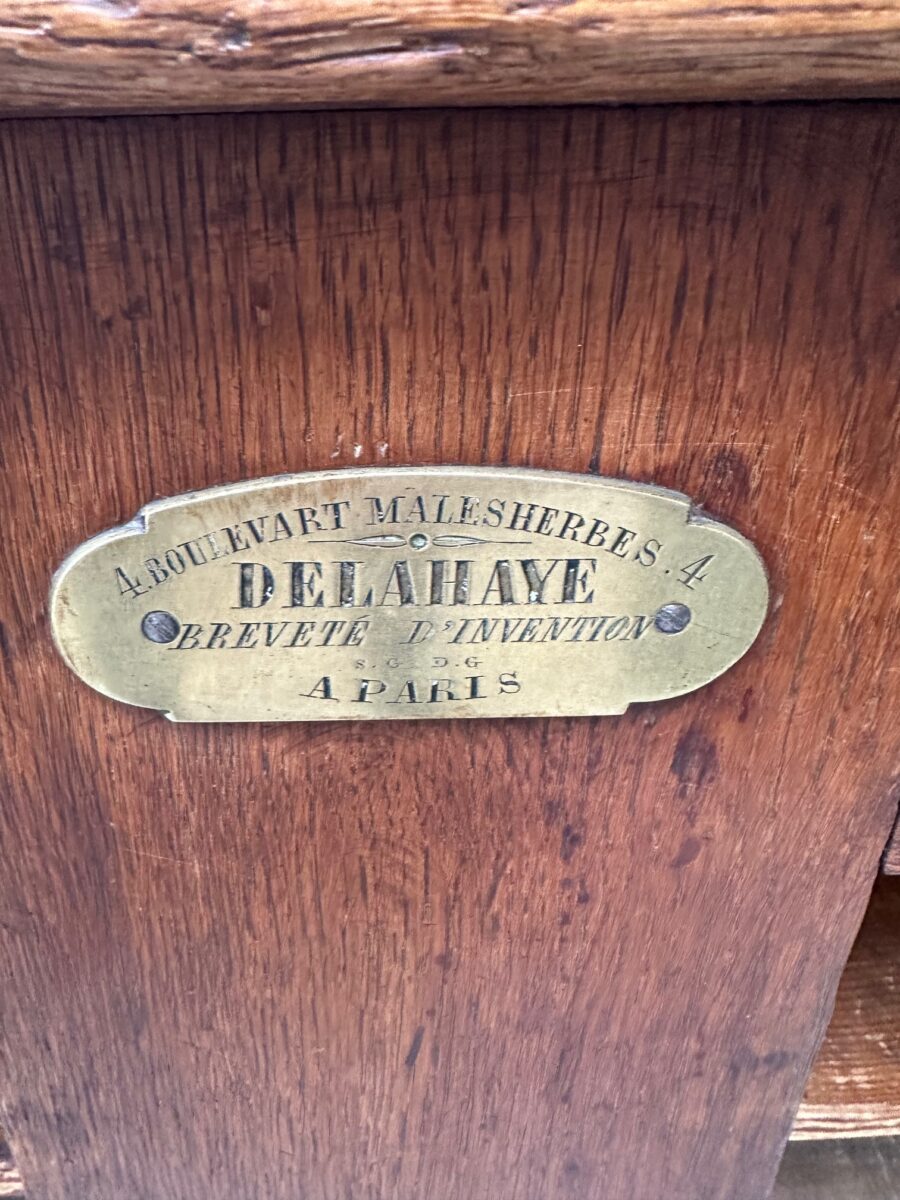 4. BOULEVART MALESHERBES. 4
DELAHAYE
BREVETÉ D'INVENTION
S. G. D. G
A PARIS